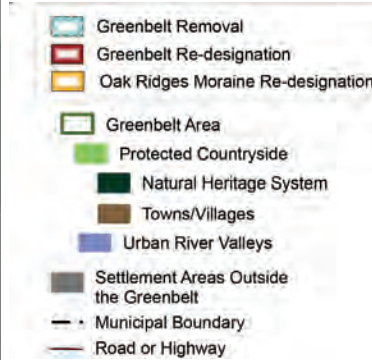 Greenbelt Removal
Greenbelt Re-designation
Oak Ridges Moraine Re-designation
Greenbelt Area
Protected Countryside
Natural Heritage System
Towns/Villages
Urban River Valleys
Settlement Areas Outside
the Greenbelt
Municipal Boundary
Road or Highway